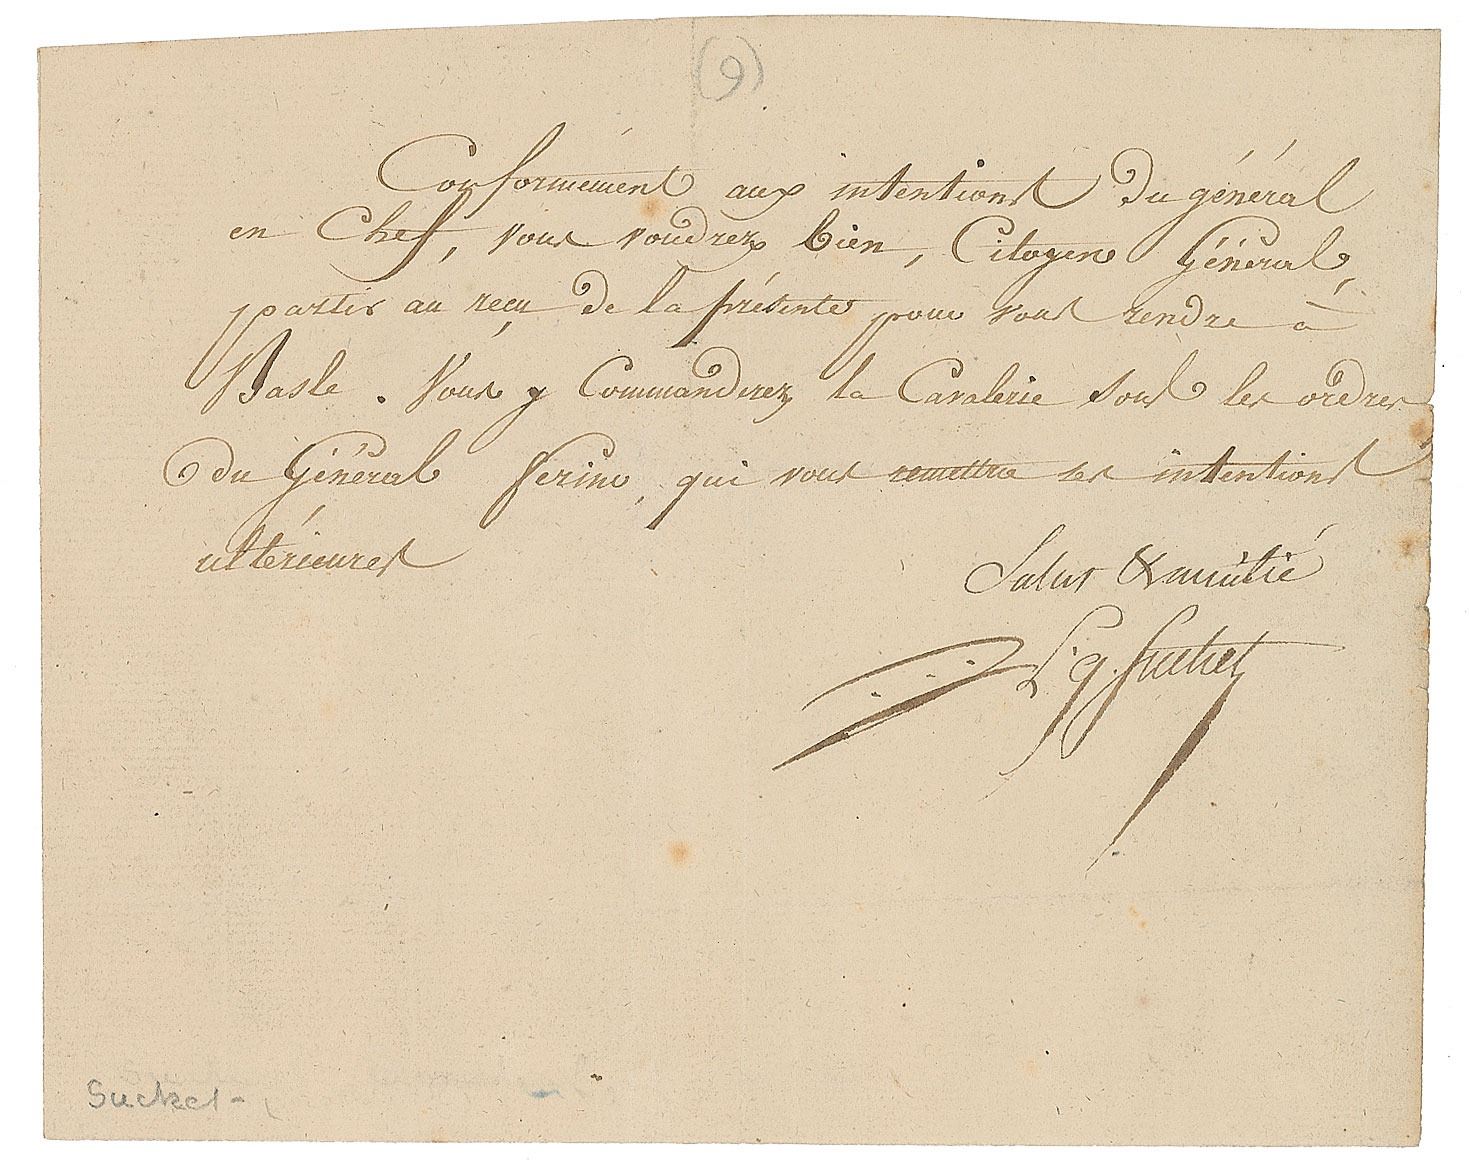 (9)
Conformément aux intentions du général
en Chef, vous voudrez bien, Citoyen Général,
partir au reçu de la présente pour vous rendre à
Basle. Vous y Commanderez la Cavalerie sous les ordres
du Général Ferino, qui vous remettra ses intentions
ultérieures
Salut & amitié
L. g. Suchet
Suchet -